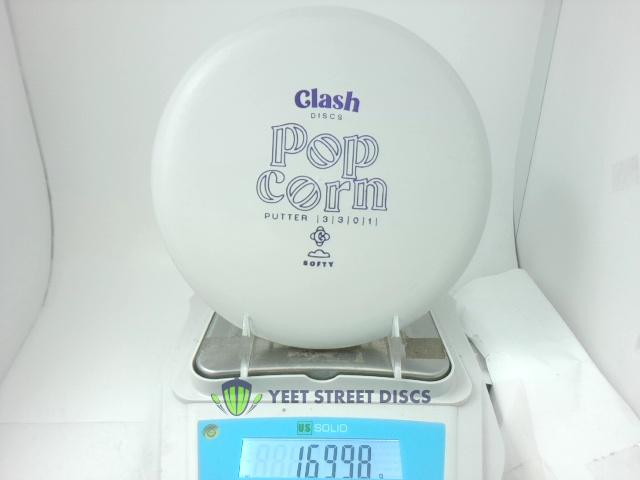 Clash
DISCS
Pop
corn
PUTTER |3|3|0|1|
SOFTY
YEET STREET DISCS
US SOLID
169.98 g